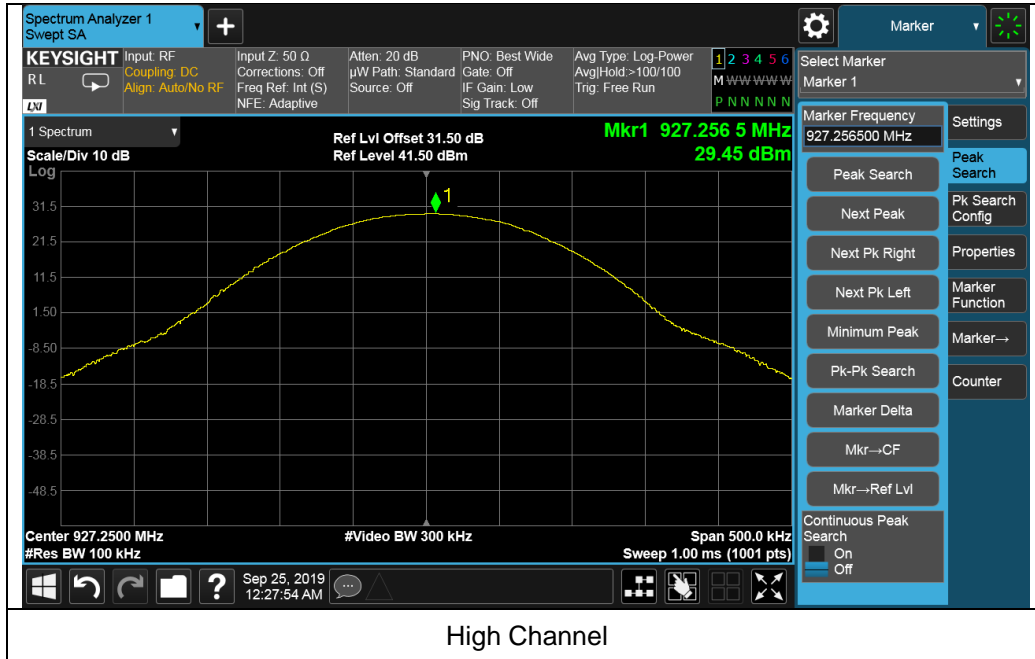 Spectrum Analyzer 1
Swept SA
+
Marker
KEYSIGHT Input: RF
RL
LXI
Coupling: DC
Align: Auto/No RF
Input Z: 50 Ω
Corrections: Off
Freq Ref: Int (S)
NFE: Adaptive
Atten: 20 dB
µW Path: Standard
Source: Off
PNO: Best Wide
Gate: Off
IF Gain: Low
Sig Track: Off
Avg Type: Log-Power
Avg|Hold:>100/100
Trig: Free Run
1 2 3 4 5 6
M W W W W W
P N N N N N
Select Marker
Marker 1
1 Spectrum
Scale/Div 10 dB
Log
Ref Lvl Offset 31.50 dB
Ref Level 41.50 dBm
Mkr1 927.256 5 MHz
29.45 dBm
1
31.5
21.5
11.5
1.50
-8.50
-18.5
-28.5
-38.5
-48.5
Center 927.2500 MHz
#Res BW 100 kHz
#Video BW 300 kHz
Span 500.0 kHz
Sweep 1.00 ms (1001 pts)
Marker Frequency
927.256500 MHz
Peak Search
Next Peak
Next Pk Right
Next Pk Left
Minimum Peak
Pk-Pk Search
Marker Delta
Mkr→CF
Mkr→Ref Lvl
Continuous Peak
Search
On
Off
Settings
Peak
Search
Pk Search
Config
Properties
Marker
Function
Marker→
Counter
?
Sep 25, 2019
12:27:54 AM
High Channel